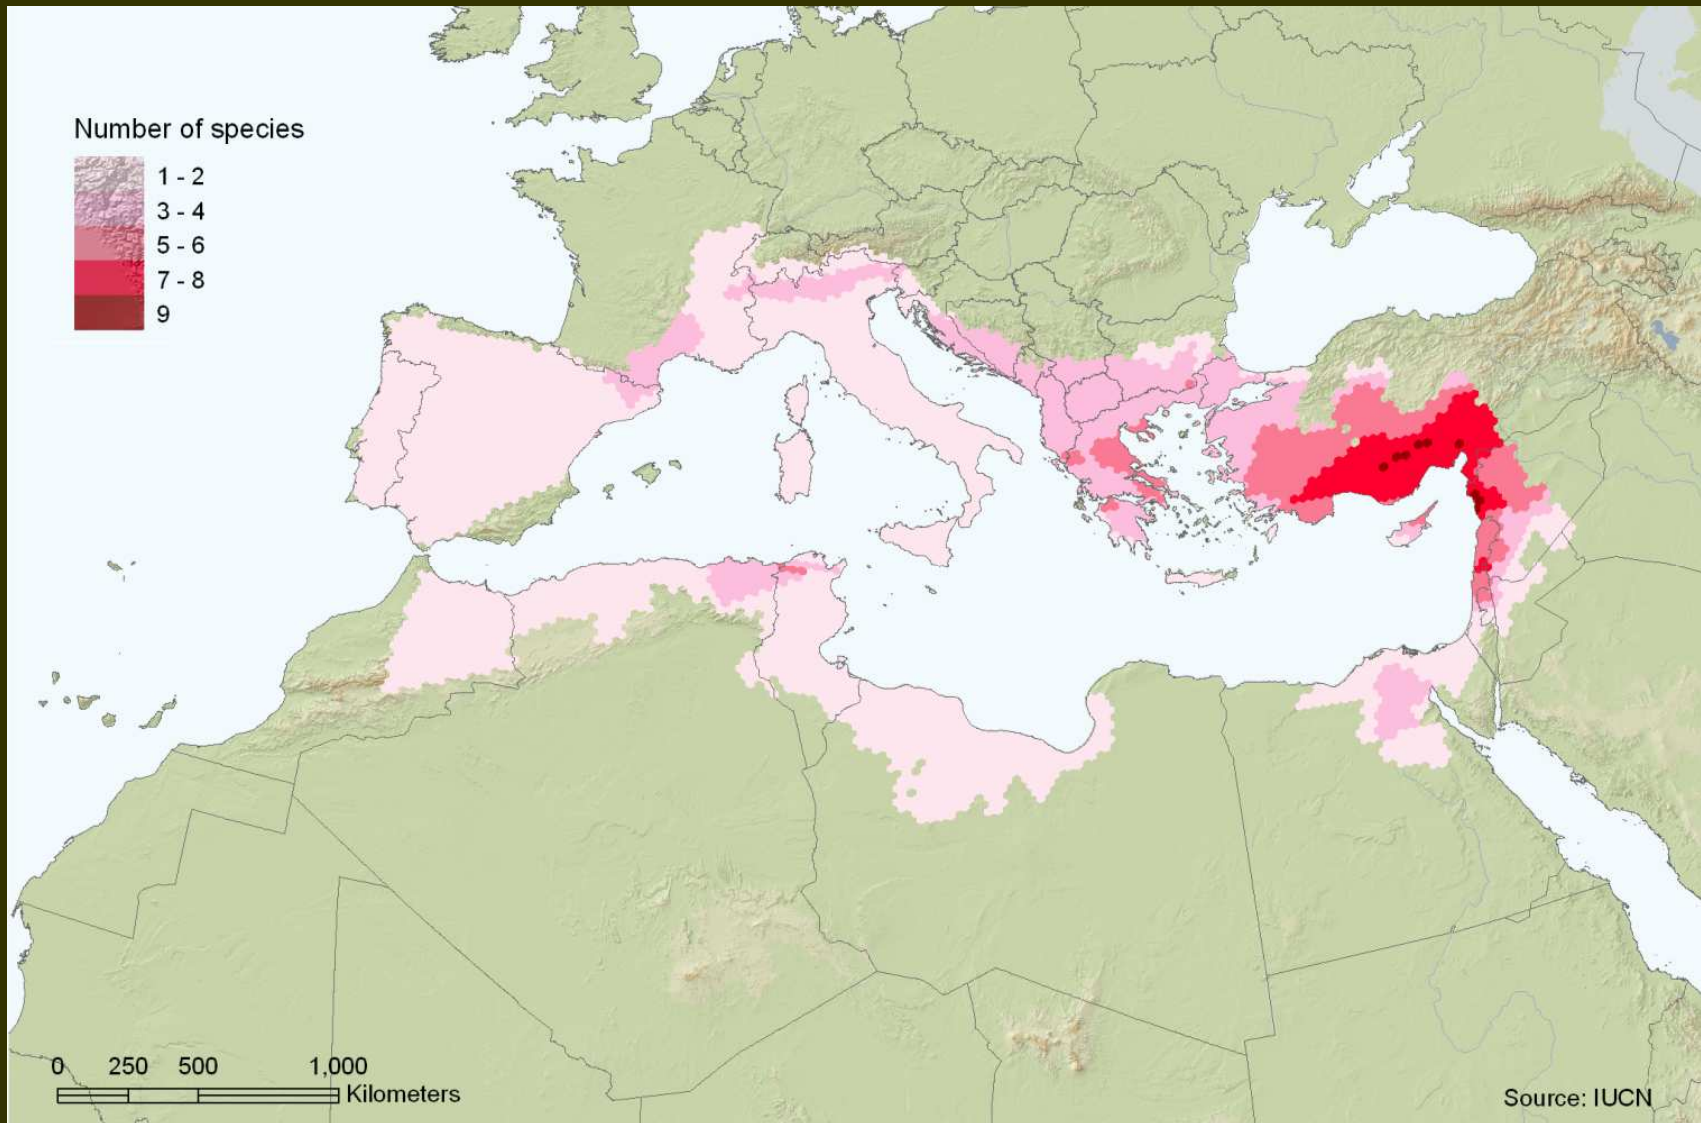 Number of species
1 - 2
3 - 4
5 - 6
7 - 8
9
0 250 500 1,000
Kilometers
Source: IUCN